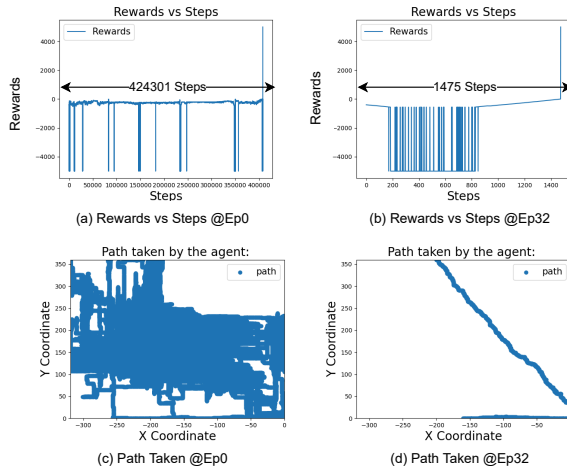 Rewards vs Steps
Rewards
Rewards
4000
2000
0
−2000
−4000
424301 Steps
0 50000 100000 150000 200000 250000 300000 350000 400000
Steps
(a) Rewards vs Steps @Ep0
Rewards vs Steps
Rewards
Rewards
4000
2000
0
−2000
−4000
1475 Steps
0 200 400 600 800 1000 1200 1400
Steps
(b) Rewards vs Steps @Ep32
Path taken by the agent:
path
Y Coordinate
350
300
250
200
150
100
50
0
−300 −250 −200 −150 −100 −50 0
X Coordinate
(c) Path Taken @Ep0
Path taken by the agent:
path
Y Coordinate
350
300
250
200
150
100
50
0
−300 −250 −200 −150 −100 −50 0
X Coordinate
(d) Path Taken @Ep32